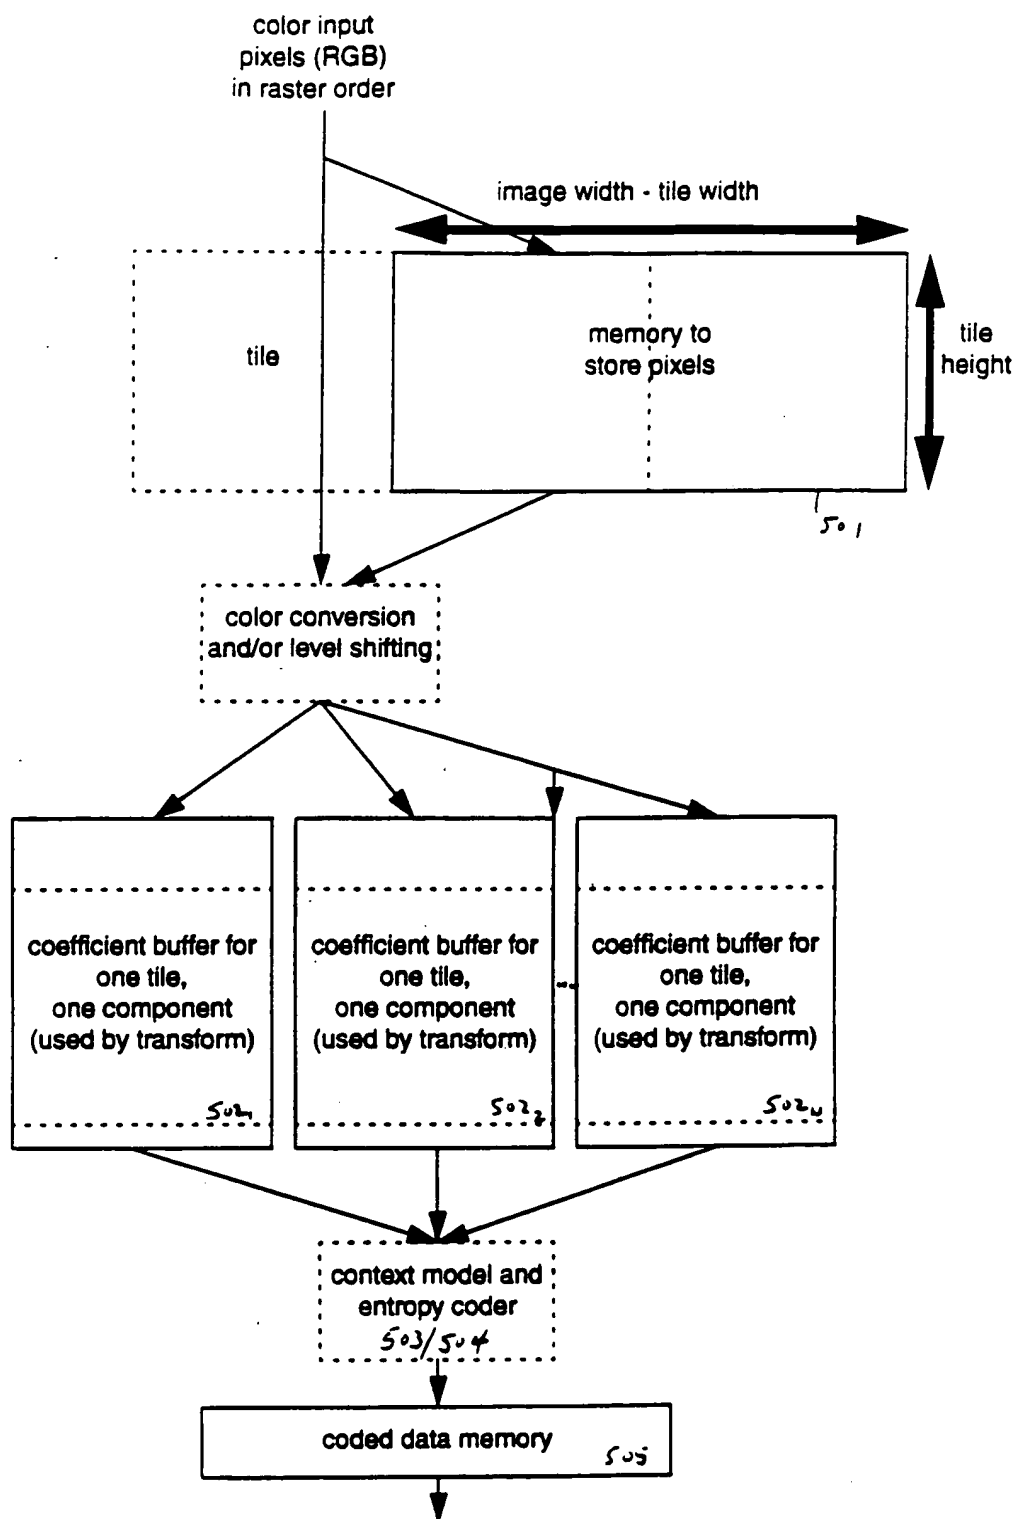 color input
pixels (RGB)
in raster order
image width - tile width
tile
memory to
store pixels
tile
height
501
color conversion
and/or level shifting
coefficient buffer for
one tile,
one component
(used by transform)
502₁
coefficient buffer for
one tile,
one component
(used by transform)
502₂
coefficient buffer for
one tile,
one component
(used by transform)
502N
context model and
entropy coder
503/504
coded data memory
505